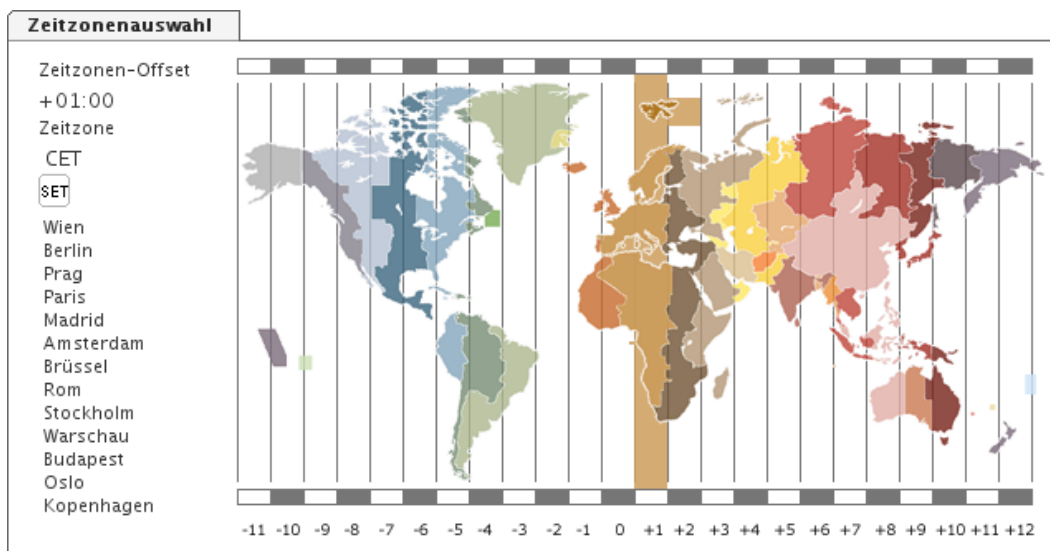 Zeitzonenauswahl
Zeitzonen-Offset
+01:00
Zeitzone
CET
SET
Wien
Berlin
Prag
Paris
Madrid
Amsterdam
Brüssel
Rom
Stockholm
Warschau
Budapest
Oslo
Kopenhagen
-11 -10 -9 -8 -7 -6 -5 -4 -3 -2 -1 0 +1 +2 +3 +4 +5 +6 +7 +8 +9 +10 +11 +12